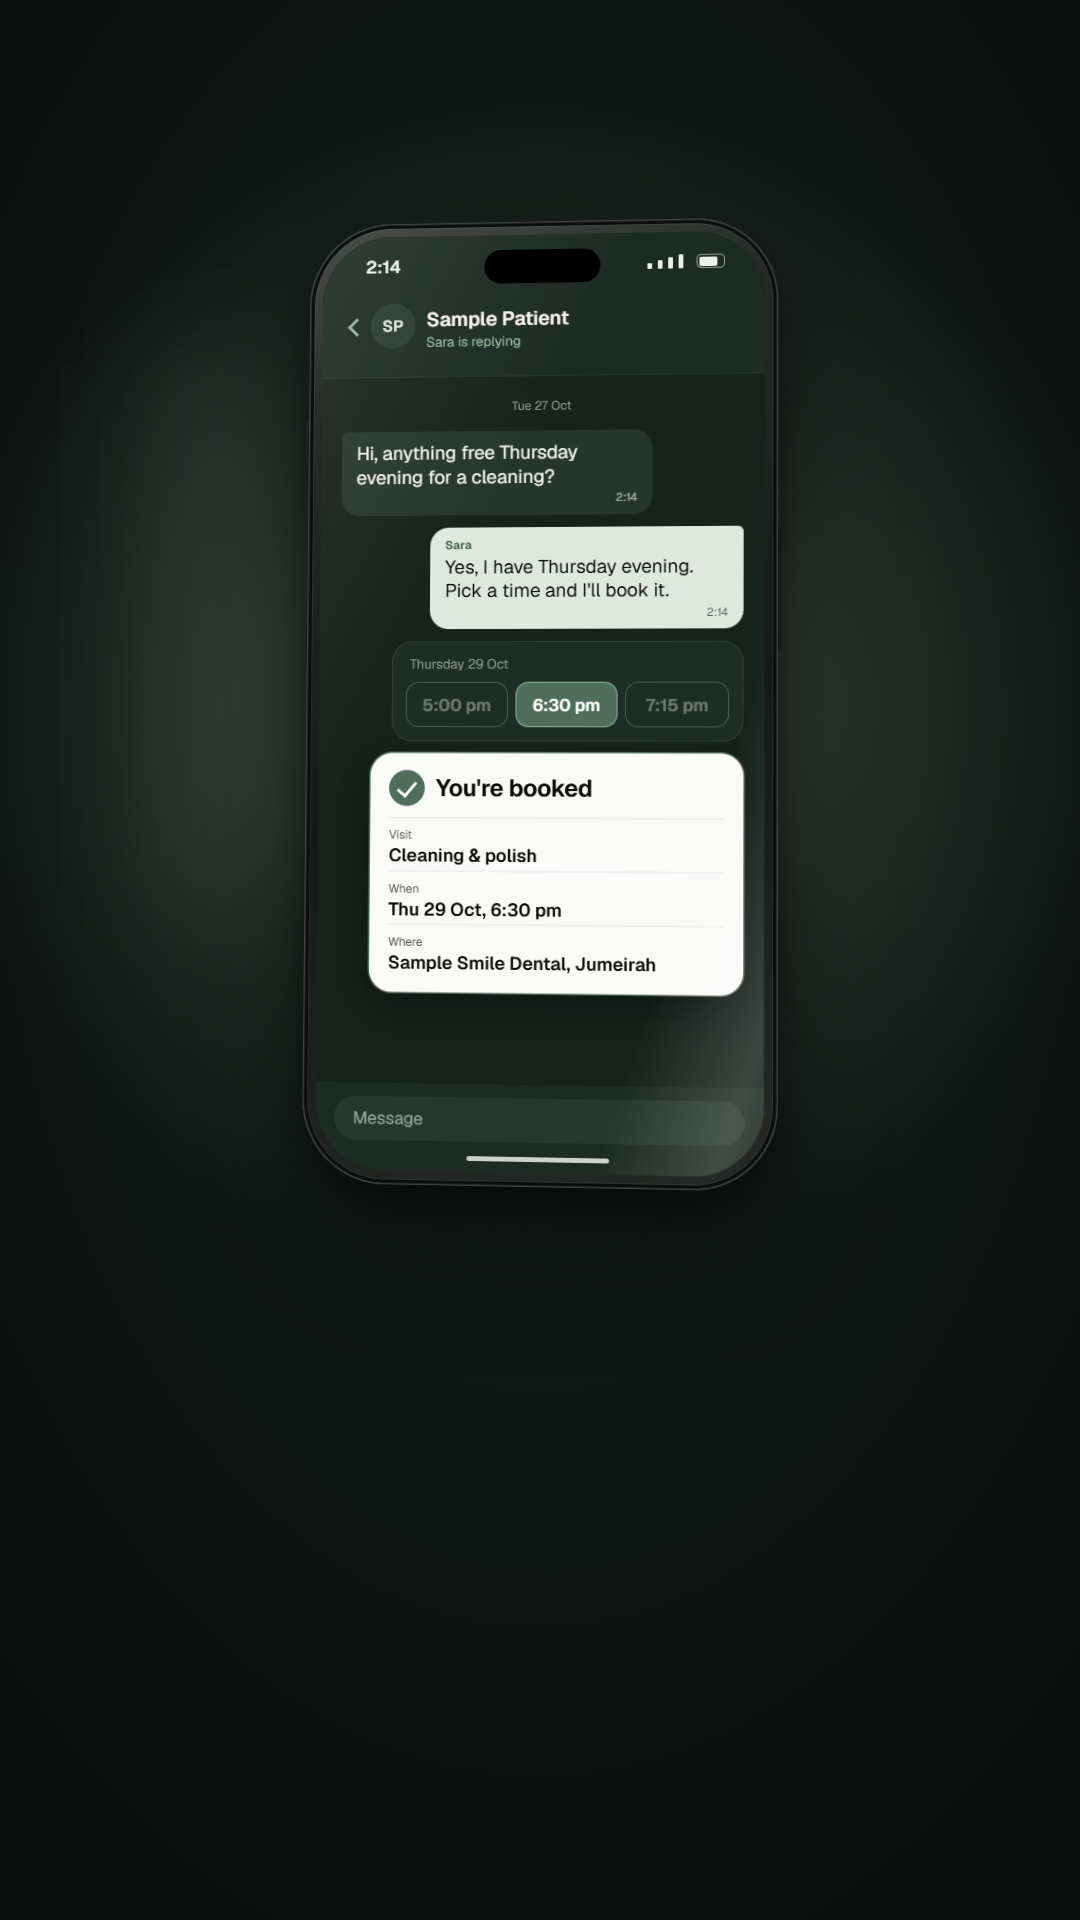 2:14
SP
Sample Patient
Sara is replying
Tue 27 Oct
Hi, anything free Thursday
evening for a cleaning?
2:14
Sara
Yes, I have Thursday evening.
Pick a time and I'll book it.
2:14
Thursday 29 Oct
5:00 pm
6:30 pm
7:15 pm
You're booked
Visit
Cleaning & polish
When
Thu 29 Oct, 6:30 pm
Where
Sample Smile Dental, Jumeirah
Message